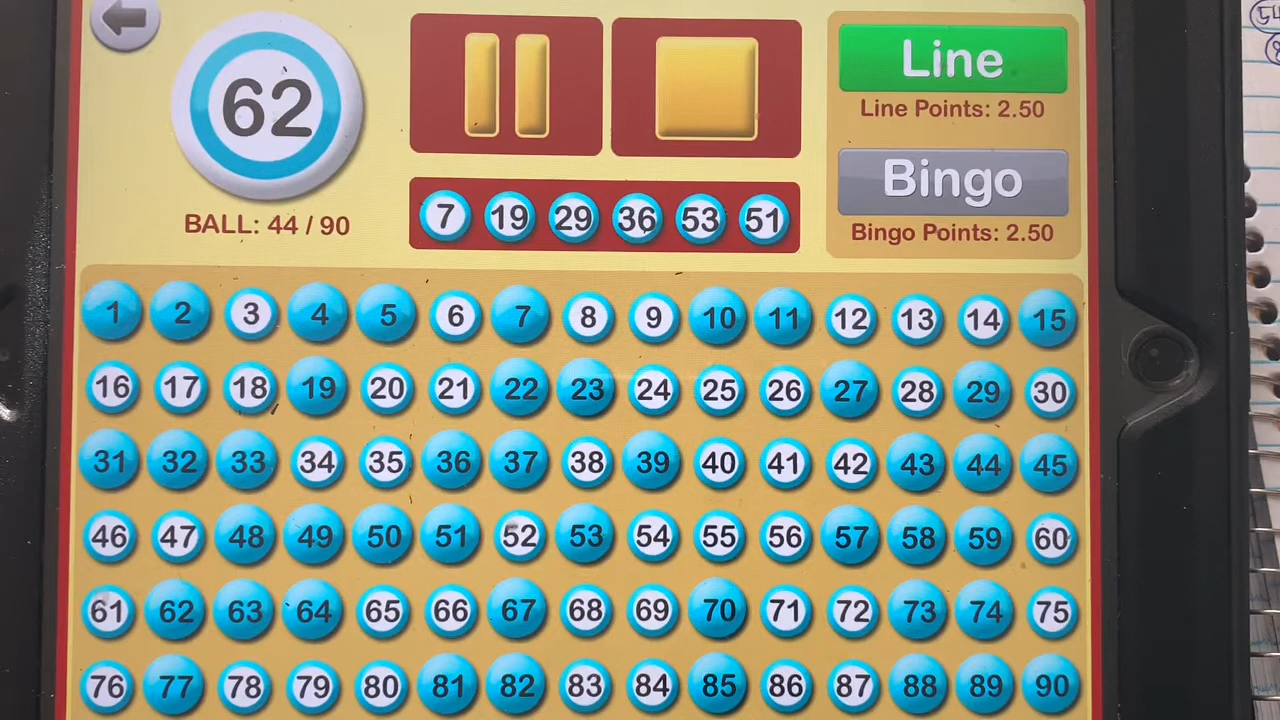 62
BALL: 44 / 90
7 19 29 36 53 51
Line
Line Points: 2.50
Bingo
Bingo Points: 2.50
1 2 3 4 5 6 7 8 9 10 11 12 13 14 15
16 17 18 19 20 21 22 23 24 25 26 27 28 29 30
31 32 33 34 35 36 37 38 39 40 41 42 43 44 45
46 47 48 49 50 51 52 53 54 55 56 57 58 59 60
61 62 63 64 65 66 67 68 69 70 71 72 73 74 75
76 77 78 79 80 81 82 83 84 85 86 87 88 89 90